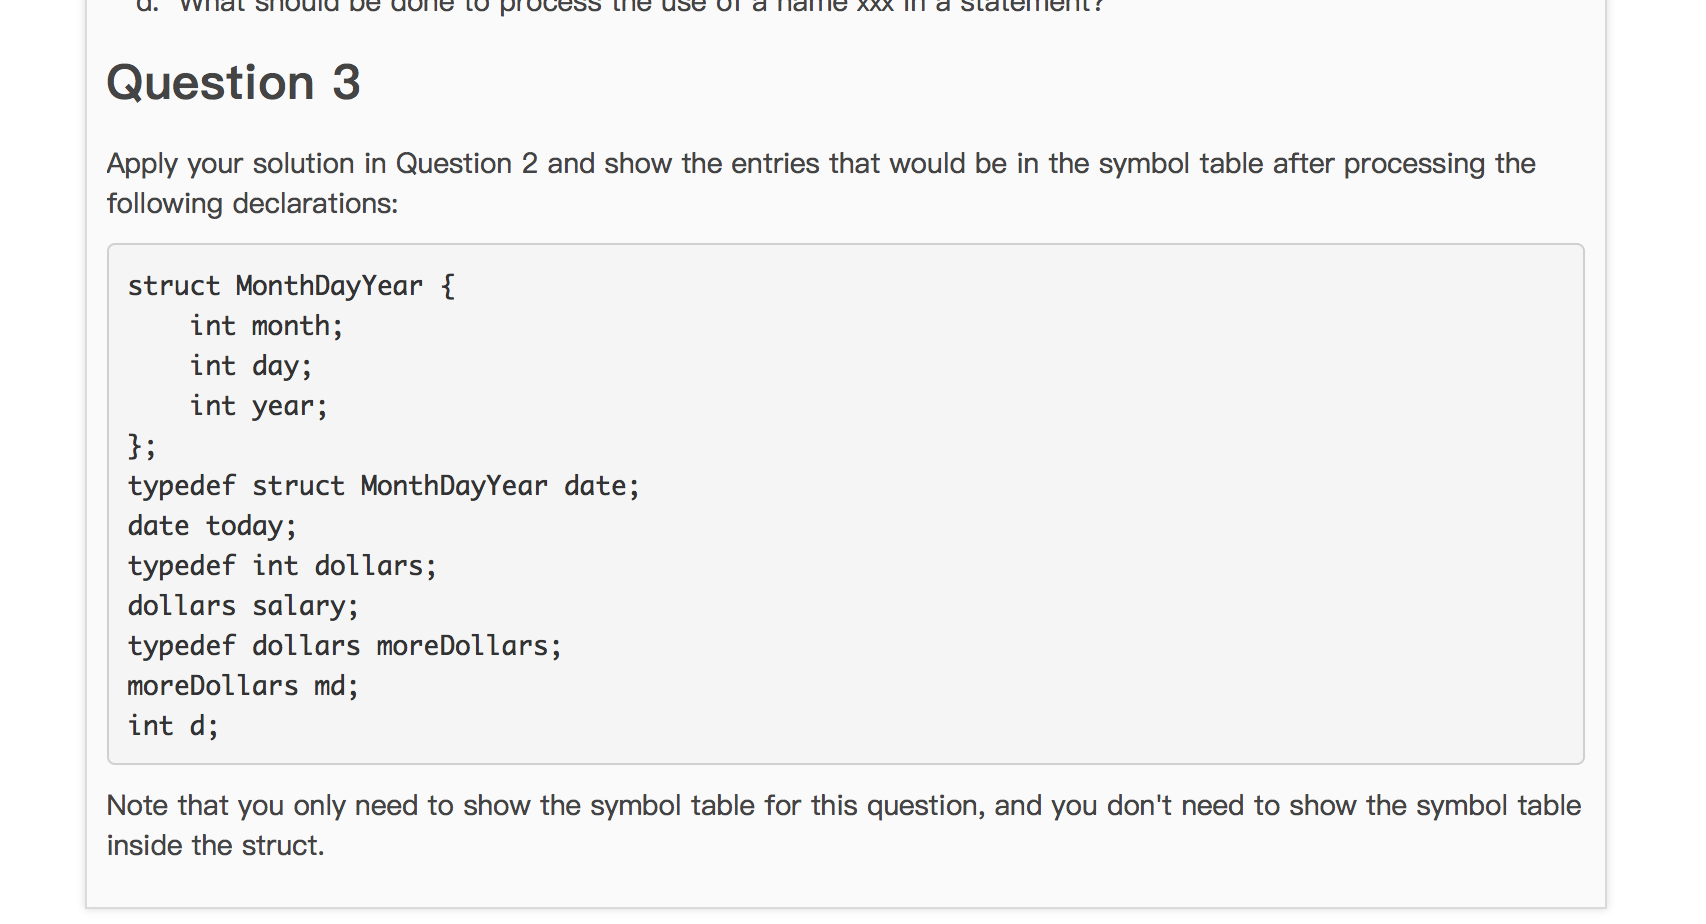 d. What should be done to process the use of a name xxx in a statement?
Question 3
Apply your solution in Question 2 and show the entries that would be in the symbol table after processing the
following declarations:
struct MonthDayYear {
    int month;
    int day;
    int year;
};
typedef struct MonthDayYear date;
date today;
typedef int dollars;
dollars salary;
typedef dollars moreDollars;
moreDollars md;
int d;
Note that you only need to show the symbol table for this question, and you don't need to show the symbol table
inside the struct.